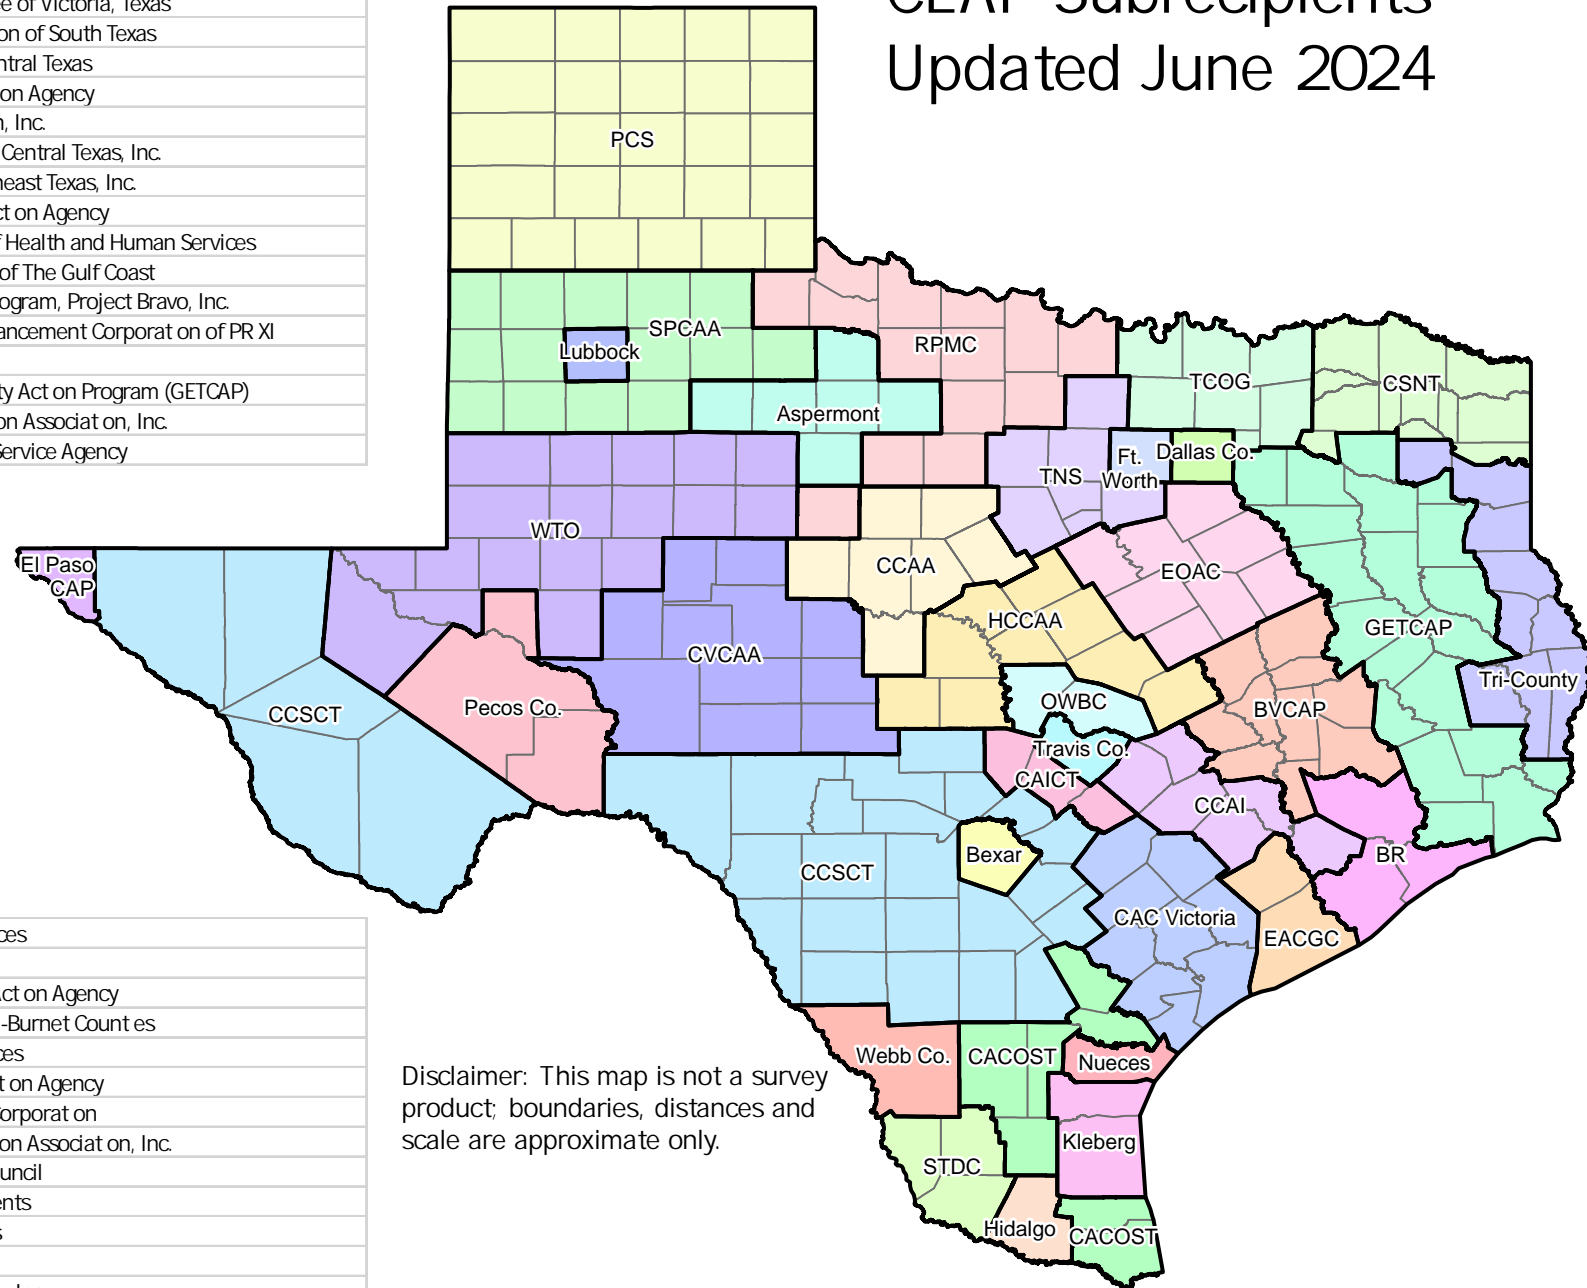 CEAP Subrecipients
Updated June 2024
ee of Victoria, Texas
on of South Texas
ntral Texas
on Agency
n, Inc.
Central Texas, Inc.
heast Texas, Inc.
ct on Agency
f Health and Human Services
of The Gulf Coast
ogram, Project Bravo, Inc.
ancement Corporat on of PR XI
ty Act on Program (GETCAP)
on Associat on, Inc.
Service Agency
PCS
SPCAA
Lubbock
RPMC
Aspermont
TCOG
CSNT
WTO
TNS
Ft.
Worth
Dallas Co.
El Paso
CAP
CCAA
EOAC
HCCAA
GETCAP
CVCAA
Tri-County
CCSCT
Pecos Co.
OWBC
BVCAP
Travis Co.
CAICT
CCAI
BR
Bexar
CCSCT
CAC Victoria
EACGC
Webb Co.
CACOST
Nueces
Kleberg
STDC
Hidalgo
CACOST
Disclaimer: This map is not a survey
product; boundaries, distances and
scale are approximate only.
ces
Act on Agency
-Burnet Count es
ces
t on Agency
Corporat on
on Associat on, Inc.
ouncil
ents
s